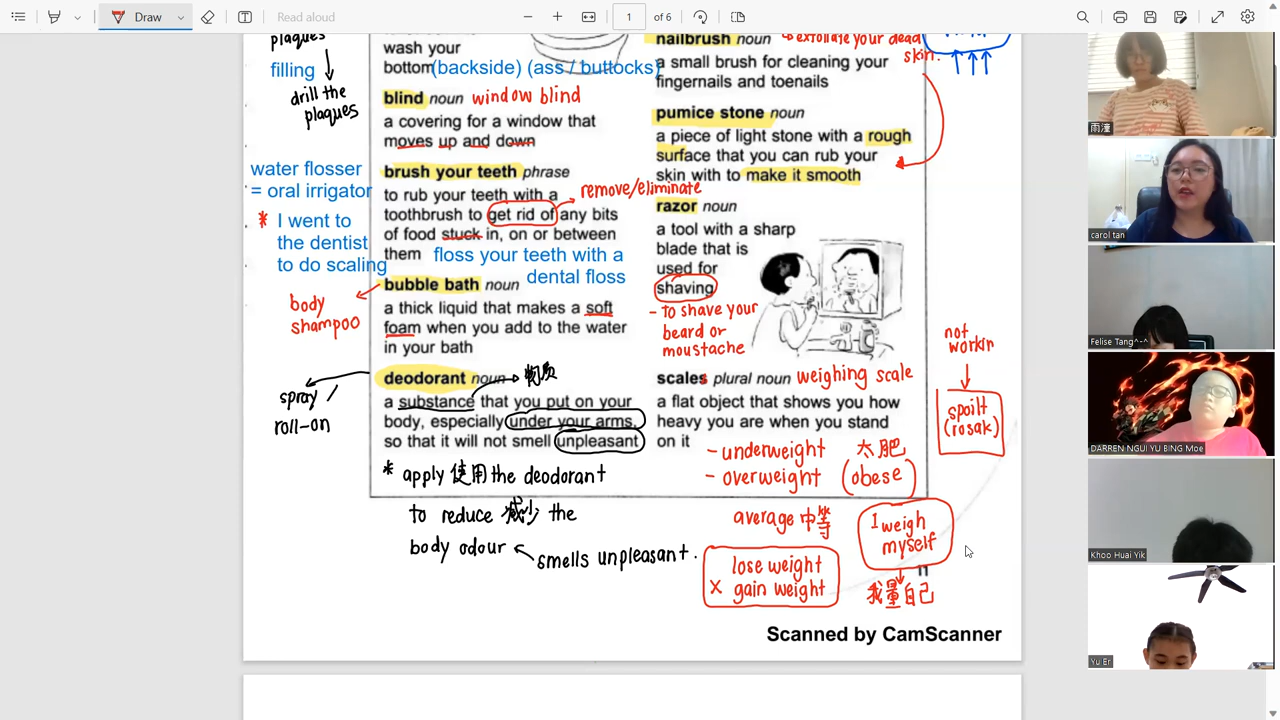 Draw
Read aloud
1
of 6
plaques
filling
drill the
plaques
water flosser
= oral irrigator
* I went to
the dentist
to do scaling
body
shampoo
spray /
roll-on
wash your
bottom (backside) (ass / buttocks)
blind noun window blind
a covering for a window that
moves up and down
brush your teeth phrase
to rub your teeth with a
remove/eliminate
toothbrush to get rid of any bits
of food stuck in, on or between
them floss your teeth with a
dental floss
bubble bath noun
a thick liquid that makes a soft
foam when you add to the water
in your bath
deodorant noun 物质
a substance that you put on your
body, especially under your arms,
so that it will not smell unpleasant
* apply 使用 the deodorant
to reduce 减少 the
body odour smells unpleasant.
nailbrush noun exfoliate your dead
skin.
a small brush for cleaning your
fingernails and toenails
pumice stone noun
a piece of light stone with a rough
surface that you can rub your
skin with to make it smooth
razor noun
a tool with a sharp
blade that is
used for
shaving
- to shave your
beard or
moustache
scales plural noun weighing scale
a flat object that shows you how
heavy you are when you stand
on it
- underweight 太肥
- overweight (obese)
average 中等
lose weight
x gain weight
I weigh
myself
我量自己
11
not
workin
spoilt
(rosak)
Scanned by CamScanner
雨潼
carol tan
Felise Tang^-^
DARREN NGUI YU BING Moe
Khoo Huai Yik
Yu Er